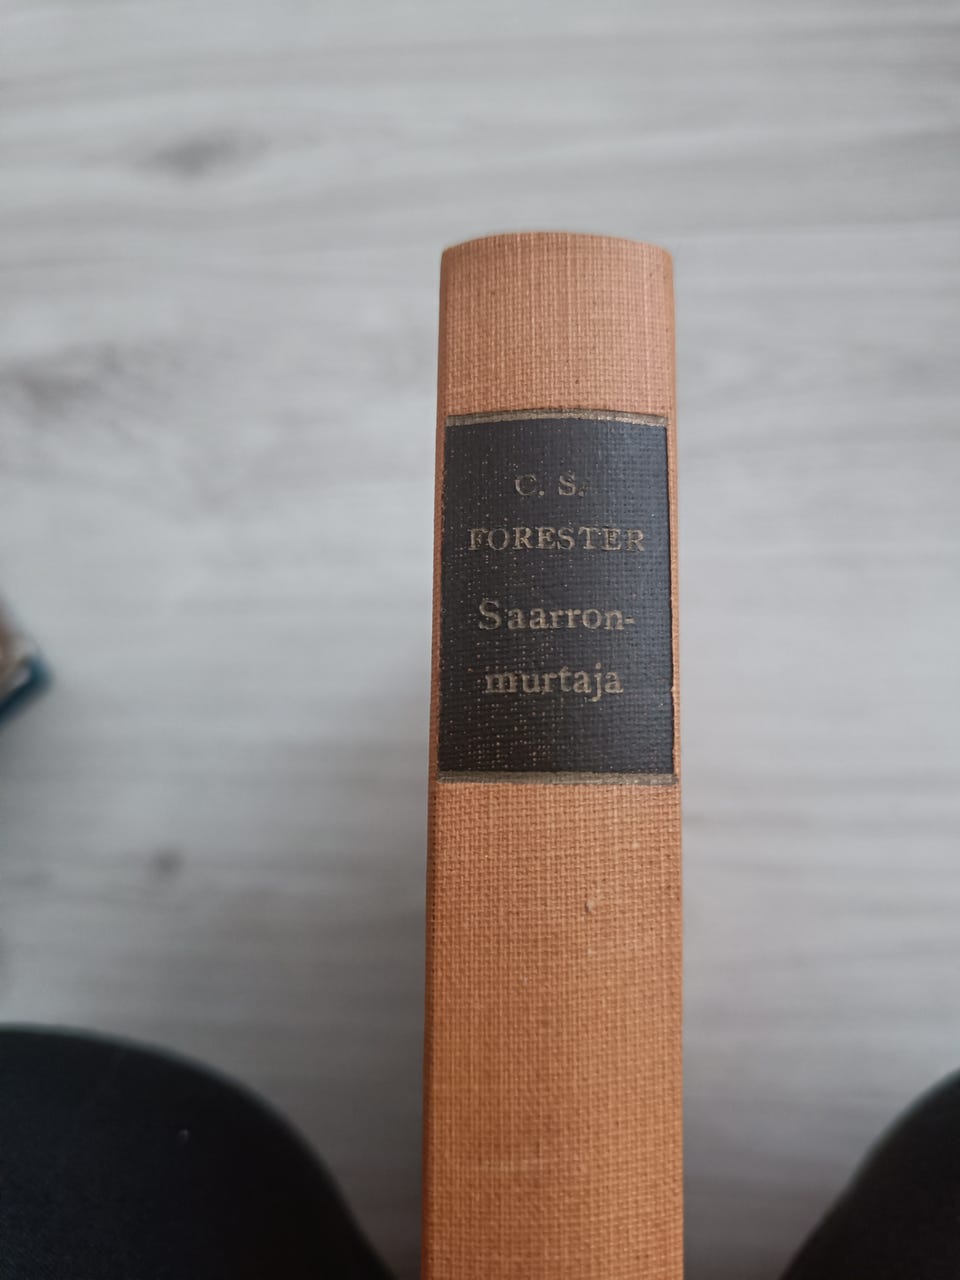 C. S.
FORESTER
Saarron-
murtaja